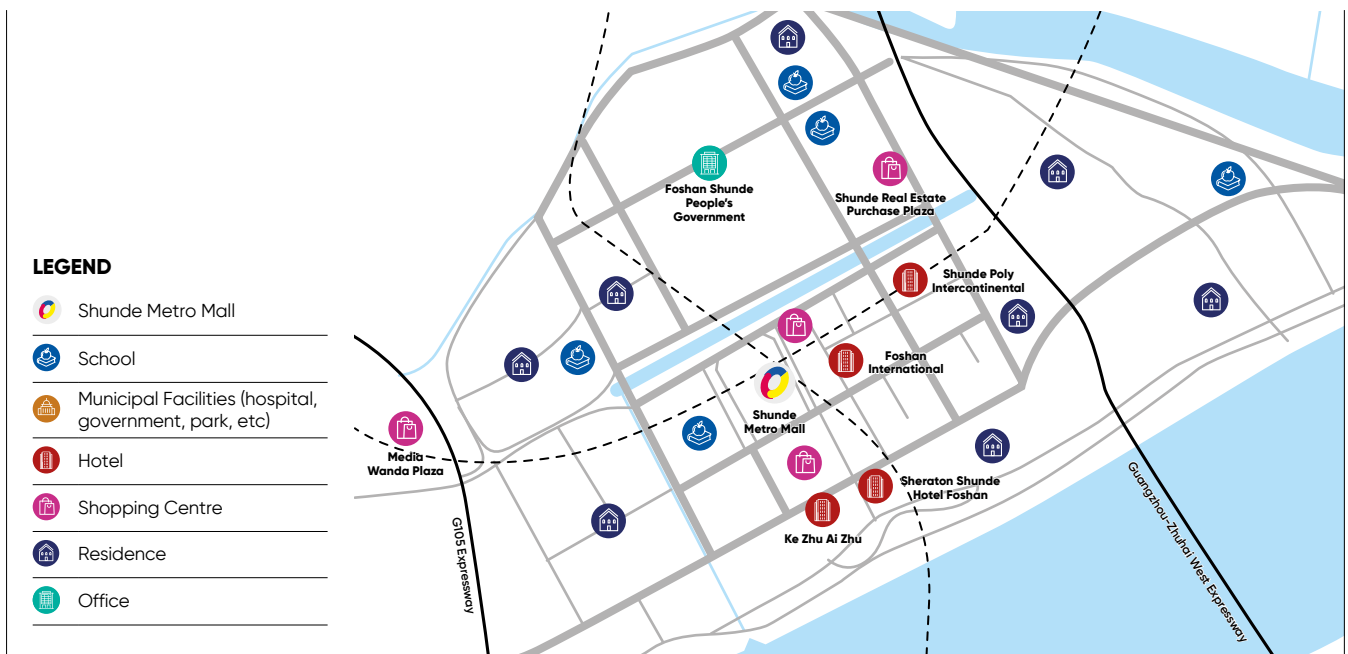 LEGEND
Shunde Metro Mall
School
Municipal Facilities (hospital,
government, park, etc)
Hotel
Shopping Centre
Residence
Office
Foshan Shunde
People's
Government
Shunde Real Estate
Purchase Plaza
Shunde Poly
Intercontinental
Foshan
International
Shunde
Metro Mall
Media
Wanda Plaza
Sheraton Shunde
Hotel Foshan
Ke Zhu Ai Zhu
G105 Expressway
Guangzhou-Zhuhai West Expressway